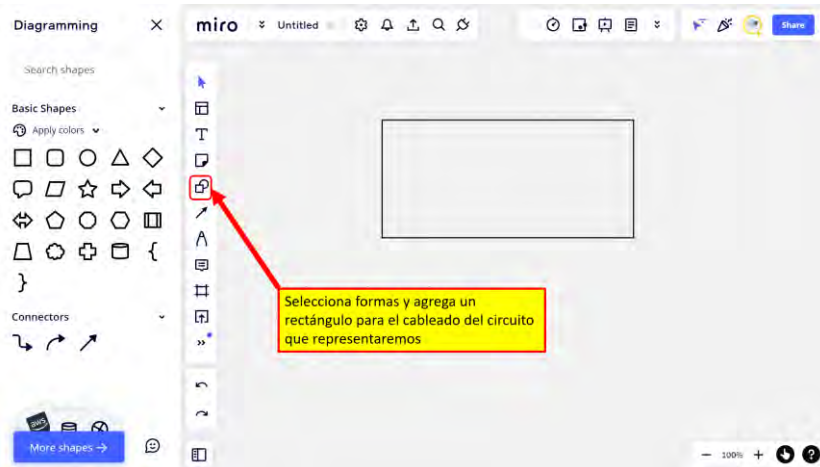 Diagramming
miro
Untitled
Share
Search shapes
Basic Shapes
Apply colors
Selecciona formas y agrega un
rectángulo para el cableado del circuito
que representaremos
Connectors
aws
More shapes →
100%